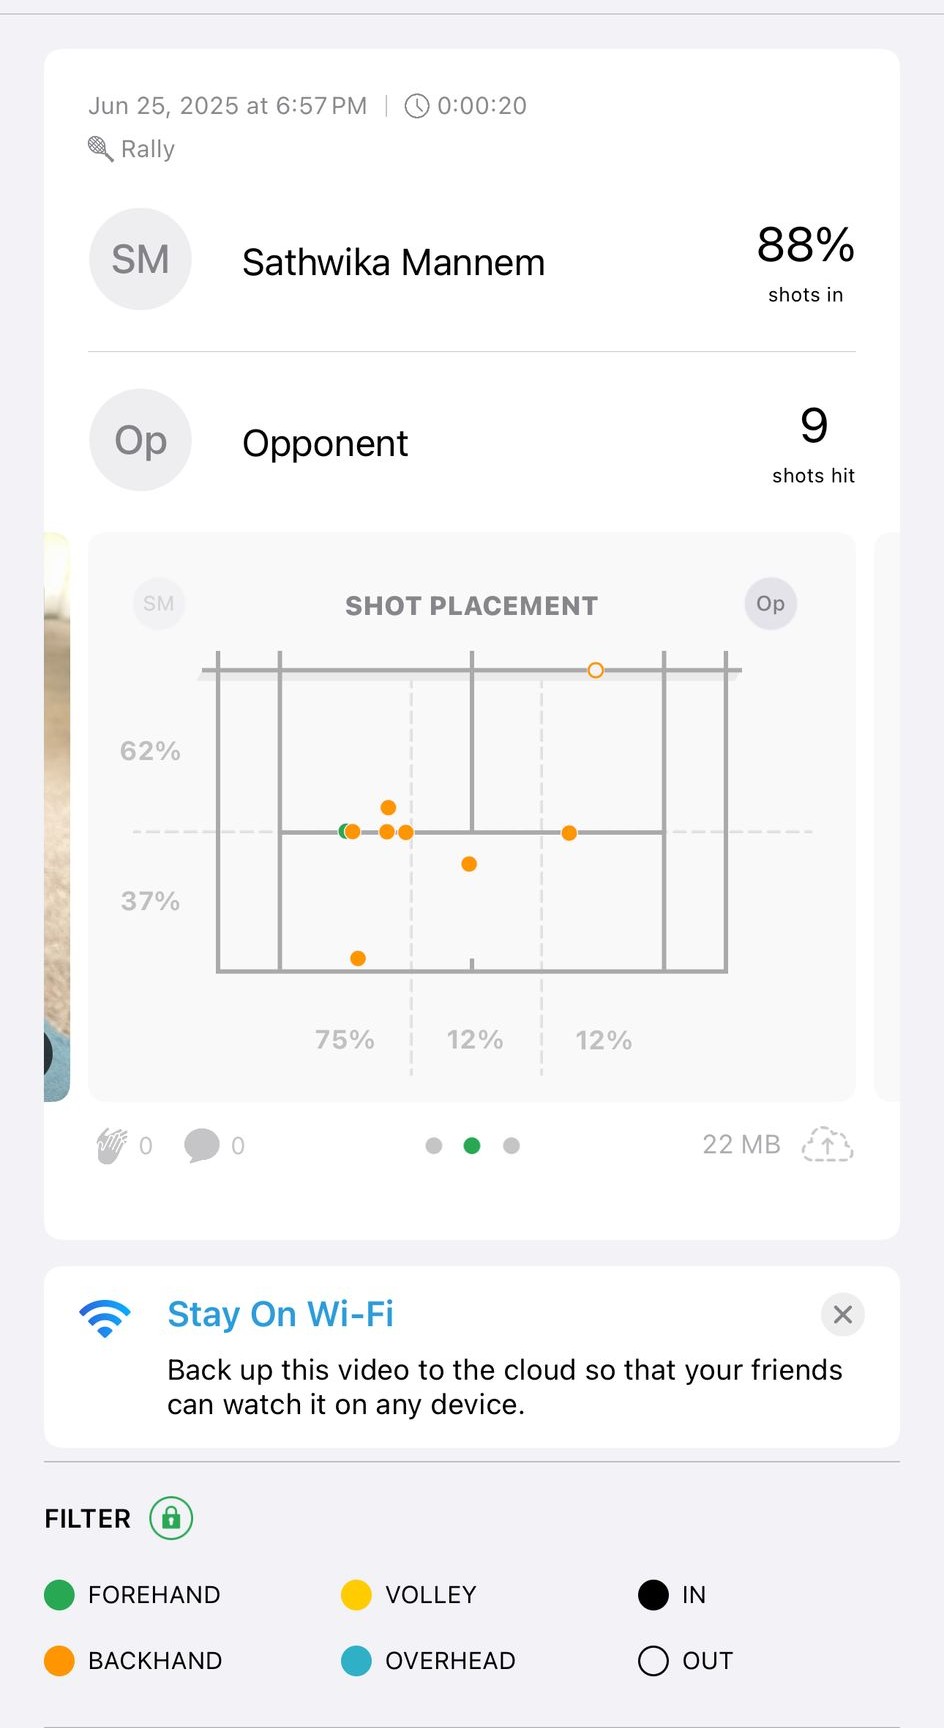 Jun 25, 2025 at 6:57 PM | 0:00:20
Rally
SM Sathwika Mannem 88%
shots in
Op Opponent 9
shots hit
SM SHOT PLACEMENT Op
62%
37%
75% 12% 12%
0 0 22 MB
Stay On Wi-Fi
Back up this video to the cloud so that your friends
can watch it on any device.
FILTER
FOREHAND VOLLEY IN
BACKHAND OVERHEAD OUT